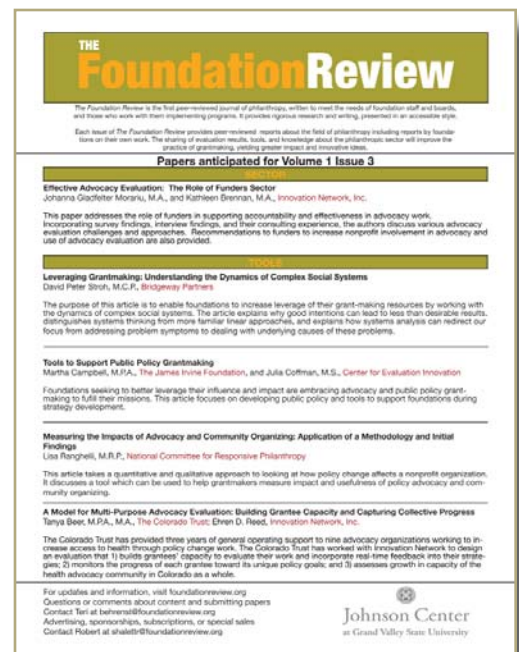 THE
FoundationReview
The Foundation Review is the first peer-reviewed journal of philanthropy, written to meet the needs of foundation staff and boards,
and those who work with them implementing programs. It provides rigorous research and writing, presented in an accessible style.
Each issue of The Foundation Review provides peer-reviewed reports about the field of philanthropy including reports by founda-
tions on their own work. The sharing of evaluation results, tools, and knowledge about the philanthropic sector will improve the
practice of grantmaking, yielding greater impact and innovative ideas.
Papers anticipated for Volume 1 Issue 3
SECTOR
Effective Advocacy Evaluation: The Role of Funders Sector
Johanna Gladfelter Morariu, M.A., and Kathleen Brennan, M.A., Innovation Network, Inc.
This paper addresses the role of funders in supporting accountability and effectiveness in advocacy work.
Incorporating survey findings, interview findings, and their consulting experience, the authors discuss various advocacy
evaluation challenges and approaches. Recommendations to funders to increase nonprofit involvement in advocacy and
use of advocacy evaluation are also provided.
TOOLS
Leveraging Grantmaking: Understanding the Dynamics of Complex Social Systems
David Peter Stroh, M.C.P., Bridgeway Partners
The purpose of this article is to enable foundations to increase leverage of their grant-making resources by working with
the dynamics of complex social systems. The article explains why good intentions can lead to less than desirable results,
distinguishes systems thinking from more familiar linear approaches, and explains how systems analysis can redirect our
focus from addressing problem symptoms to dealing with underlying causes of these problems.
Tools to Support Public Policy Grantmaking
Martha Campbell, M.P.A., The James Irvine Foundation, and Julia Coffman, M.S., Center for Evaluation Innovation
Foundations seeking to better leverage their influence and impact are embracing advocacy and public policy grant-
making to fulfill their missions. This article focuses on developing public policy and tools to support foundations during
strategy development.
Measuring the Impacts of Advocacy and Community Organizing: Application of a Methodology and Initial
Findings
Lisa Ranghelli, M.R.P., National Committee for Responsive Philanthropy
This article takes a quantitative and qualitative approach to looking at how policy change affects a nonprofit organization.
It discusses a tool which can be used to help grantmakers measure impact and usefulness of policy advocacy and com-
munity organizing.
A Model for Multi-Purpose Advocacy Evaluation: Building Grantee Capacity and Capturing Collective Progress
Tanya Beer, M.P.A., M.A., The Colorado Trust; Ehren D. Reed, Innovation Network, Inc.
The Colorado Trust has provided three years of general operating support to nine advocacy organizations working to in-
crease access to health through policy change work. The Colorado Trust has worked with Innovation Network to design
an evaluation that 1) builds grantees' capacity to evaluate their work and incorporate real-time feedback into their strate-
gies; 2) monitors the progress of each grantee toward its unique policy goals; and 3) assesses growth in capacity of the
health advocacy community in Colorado as a whole.
For updates and information, visit foundationreview.org
Questions or comments about content and submitting papers
Contact Teri at behrenst@foundationreview.org
Advertising, sponsorships, subscriptions, or special sales
Contact Robert at shalettr@foundationreview.org
Johnson Center
at Grand Valley State University